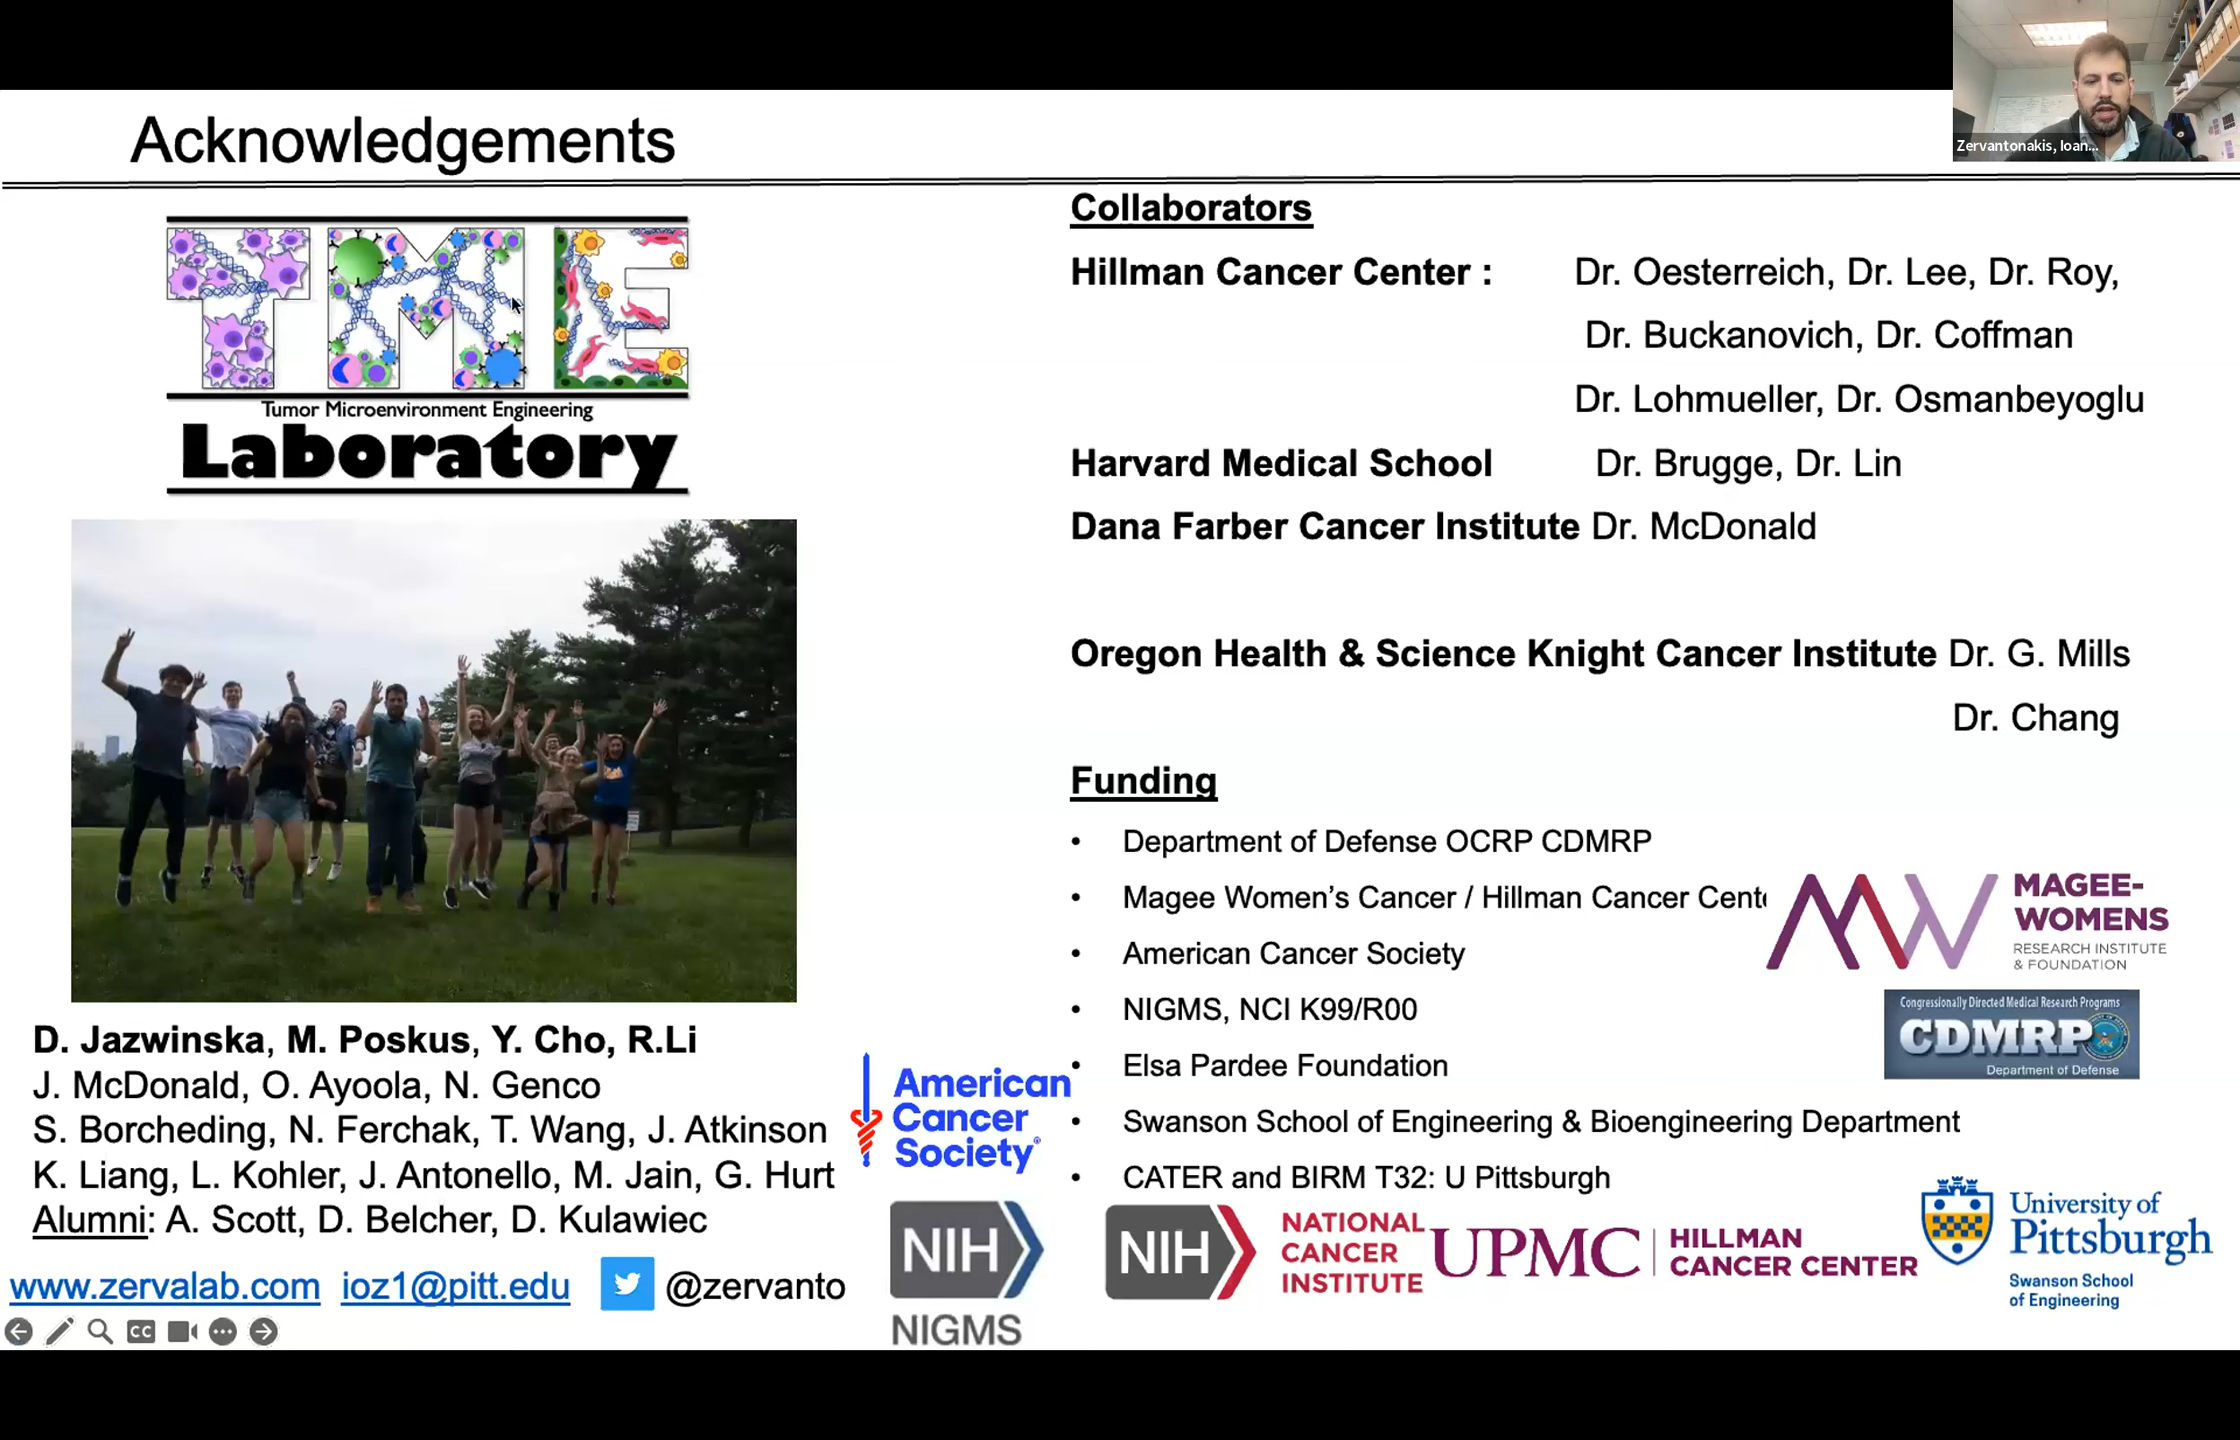 Acknowledgements
Zervantonakis, Ioan...
TME
Tumor Microenvironment Engineering
Laboratory
D. Jazwinska, M. Poskus, Y. Cho, R.Li
J. McDonald, O. Ayoola, N. Genco
S. Borcheding, N. Ferchak, T. Wang, J. Atkinson
K. Liang, L. Kohler, J. Antonello, M. Jain, G. Hurt
Alumni: A. Scott, D. Belcher, D. Kulawiec
www.zervalab.com ioz1@pitt.edu @zervanto
CC
Collaborators
Hillman Cancer Center : Dr. Oesterreich, Dr. Lee, Dr. Roy,
Dr. Buckanovich, Dr. Coffman
Dr. Lohmueller, Dr. Osmanbeyoglu
Harvard Medical School Dr. Brugge, Dr. Lin
Dana Farber Cancer Institute Dr. McDonald
Oregon Health & Science Knight Cancer Institute Dr. G. Mills
Dr. Chang
Funding
• Department of Defense OCRP CDMRP
• Magee Women’s Cancer / Hillman Cancer Cente
• American Cancer Society
• NIGMS, NCI K99/R00
• Elsa Pardee Foundation
• Swanson School of Engineering & Bioengineering Department
• CATER and BIRM T32: U Pittsburgh
MAGEE-
WOMENS
RESEARCH INSTITUTE
& FOUNDATION
Congressionally Directed Medical Research Programs
CDMRP
Department of Defense
American
Cancer
Society®
NIH
NIGMS
NIH
NATIONAL
CANCER
INSTITUTE
UPMC
HILLMAN
CANCER CENTER
University of
Pittsburgh
Swanson School
of Engineering